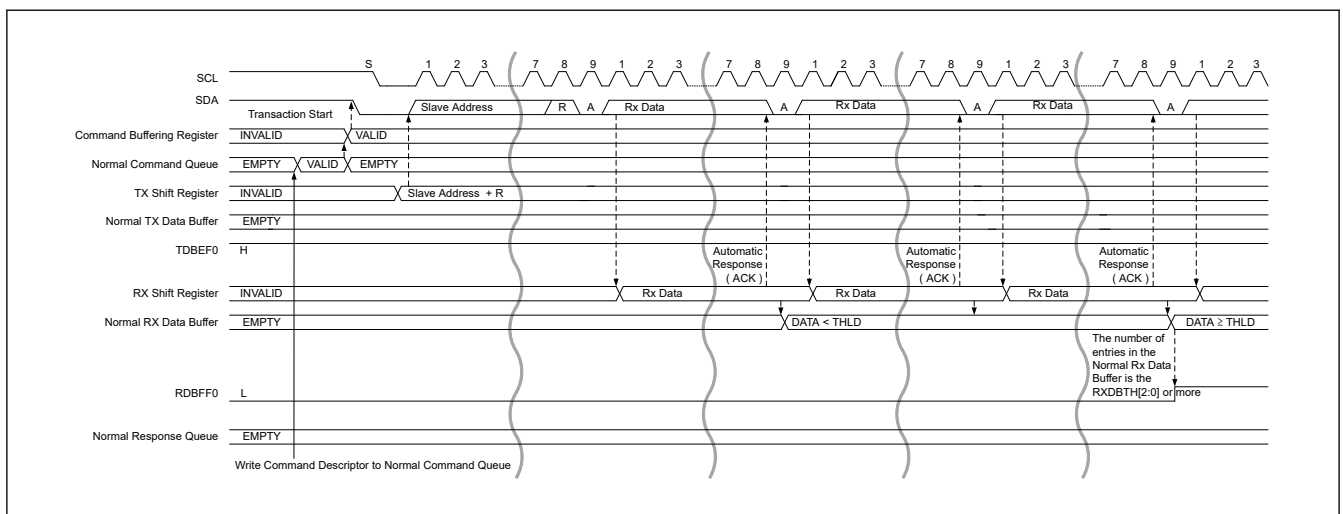 S 1 2 3 7 8 9 1 2 3 7 8 9 1 2 3 7 8 9 1 2 3 7 8 9 1 2 3
SCL
SDA
Transaction Start Slave Address R A Rx Data A Rx Data A Rx Data A
Command Buffering Register INVALID VALID
Normal Command Queue EMPTY VALID EMPTY
TX Shift Register INVALID Slave Address + R
Normal TX Data Buffer EMPTY
TDBEF0 H
Automatic Automatic Automatic
Response Response Response
( ACK ) ( ACK ) ( ACK )
RX Shift Register INVALID Rx Data Rx Data Rx Data
Normal RX Data Buffer EMPTY DATA < THLD DATA ≥ THLD
The number of
entries in the
Normal Rx Data
Buffer is the
RXDBTH[2:0] or more
RDBFF0 L
Normal Response Queue EMPTY
Write Command Descriptor to Normal Command Queue